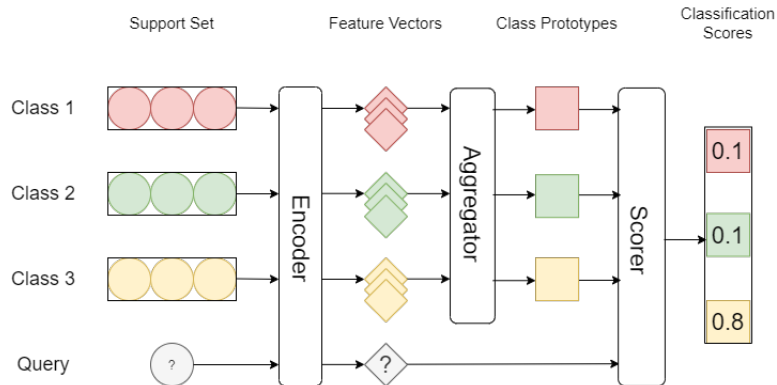 Support Set
Feature Vectors
Class Prototypes
Classification
Scores
Class 1
Class 2
Class 3
Query
?
Encoder
?
Aggregator
Scorer
0.1
0.1
0.8